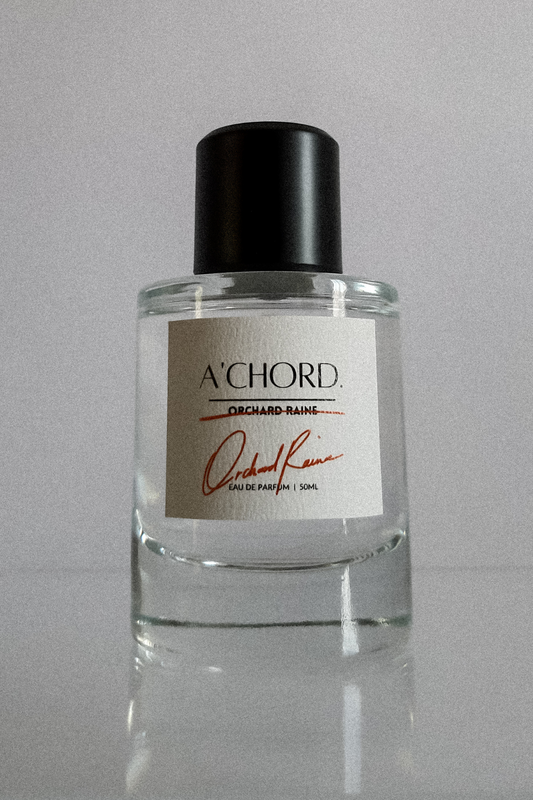 A'CHORD.
ORCHARD RAINE
Orchard Raine
EAU DE PARFUM | 50ML